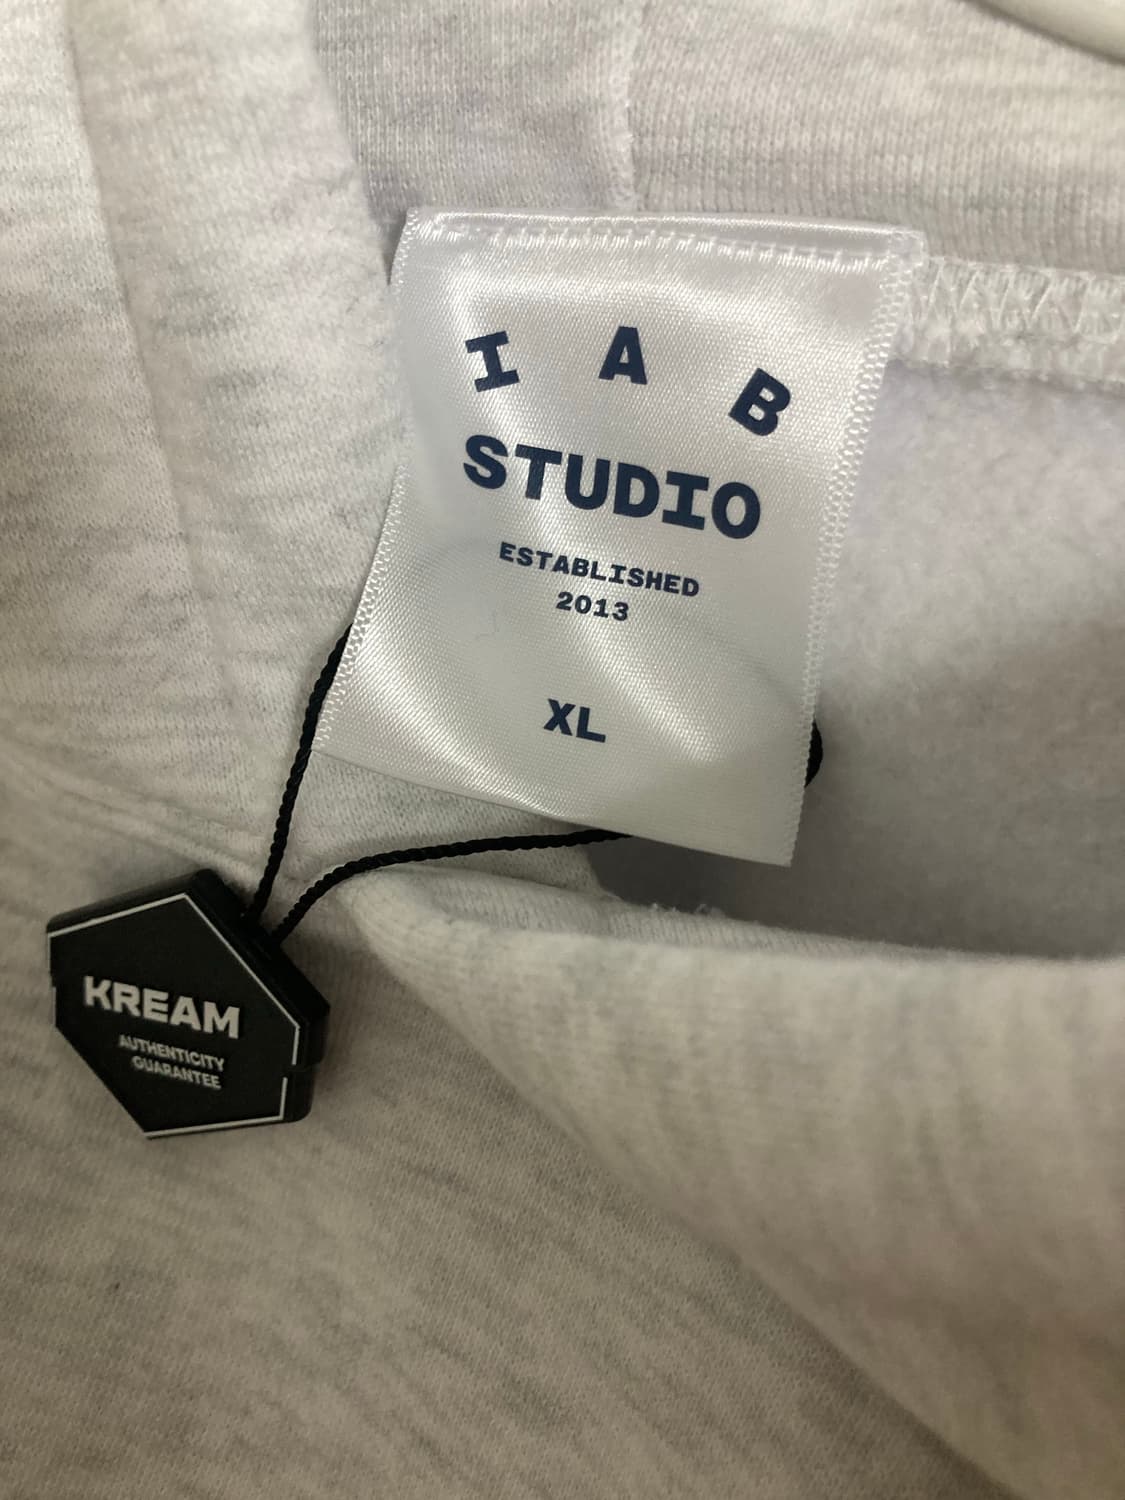 I A B
STUDIO
ESTABLISHED
2013
XL
KREAM
AUTHENTICITY
GUARANTEE